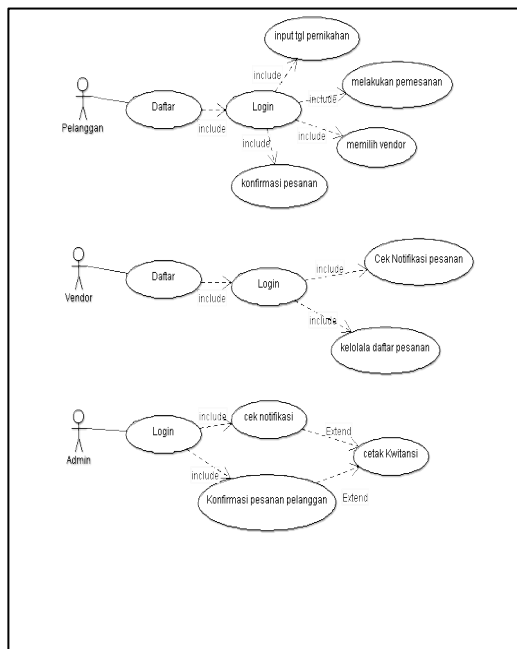 input tgl pernikahan
include
melakukan pemesanan
include
Daftar
Login
include
Pelanggan
include
memilih vendor
include
konfirmasi pesanan
Cek Notifikasi pesanan
include
Daftar
Login
include
Vendor
include
kelolala daftar pesanan
cek notifikasi
include
Login
Extend
Admin
cetak Kwitansi
include
Konfirmasi pesanan pelanggan
Extend